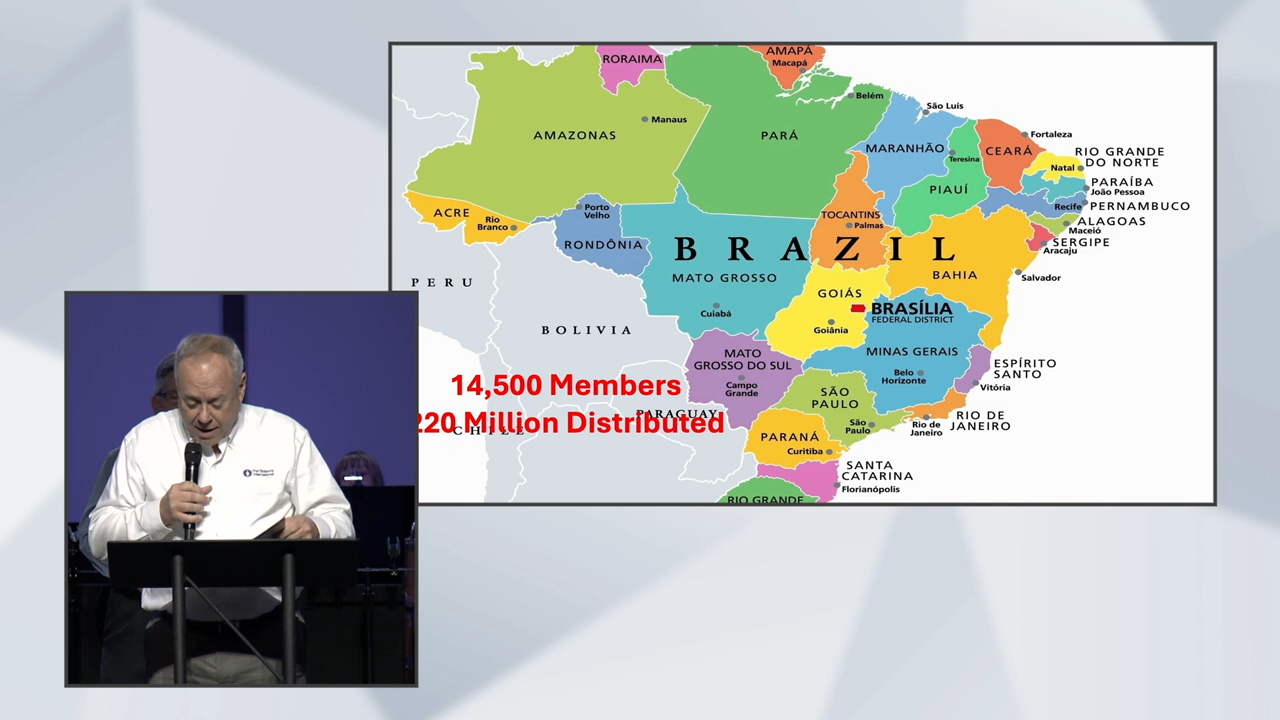 RORAIMA
AMAPÁ
Macapá
Belém
São Luís
Manaus
AMAZONAS
PARÁ
Fortaleza
MARANHÃO
Teresina
CEARÁ
RIO GRANDE
DO NORTE
Natal
PARAÍBA
João Pessoa
PIAUÍ
Recife
PERNAMBUCO
ACRE
Rio
Branco
Porto
Velho
TOCANTINS
Palmas
ALAGOAS
Maceió
SERGIPE
Aracaju
RONDÔNIA
BRAZIL
MATO GROSSO
BAHIA
Salvador
PERU
GOIÁS
BRASÍLIA
FEDERAL DISTRICT
Cuiabá
Goiânia
BOLIVIA
MINAS GERAIS
Belo
Horizonte
ESPÍRITO
SANTO
Vitória
MATO
GROSSO DO SUL
Campo
Grande
14,500 Members
220 Million Distributed
PARAGUAY
CHILE
SÃO
PAULO
São
Paulo
Rio de
Janeiro
RIO DE
JANEIRO
PARANÁ
Curitiba
SANTA
CATARINA
Florianópolis
RIO GRANDE